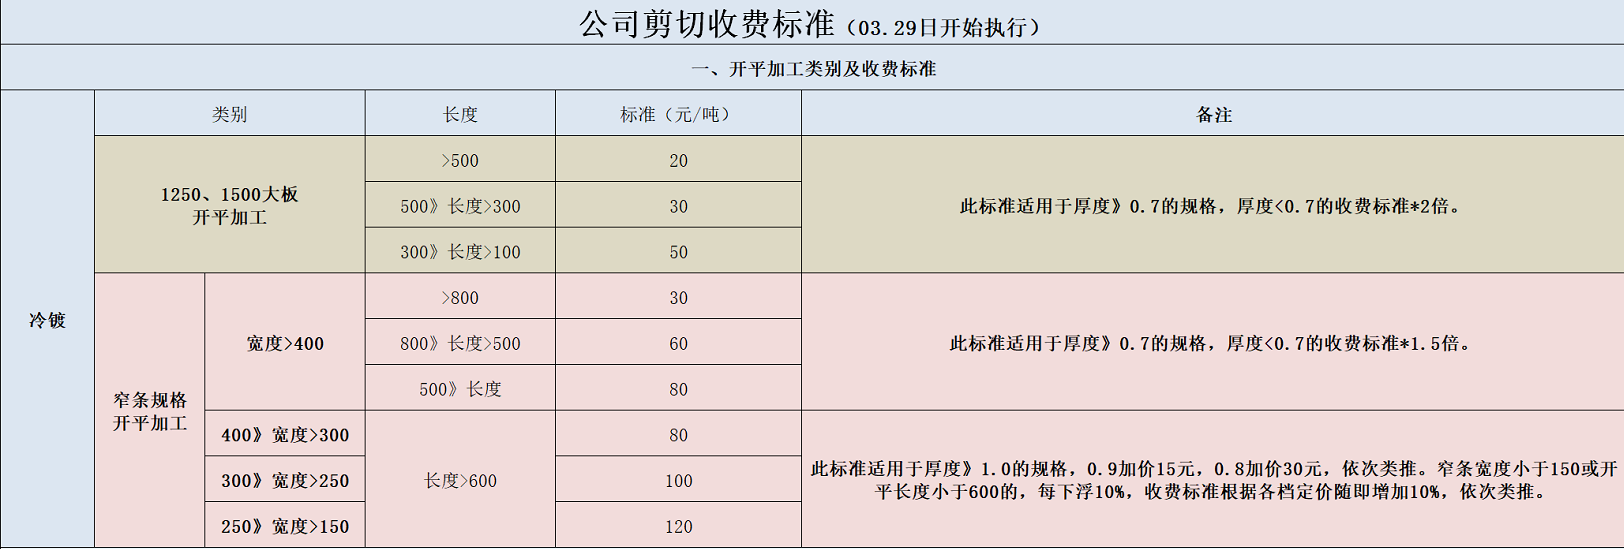 公司剪切收费标准（03.29日开始执行）
一、开平加工类别及收费标准
类别 长度 标准（元/吨） 备注
冷镀
1250、1500大板
开平加工
>500 20
500》长度>300 30
300》长度>100 50
此标准适用于厚度》0.7的规格，厚度<0.7的收费标准*2倍。
窄条规格
开平加工
宽度>400
>800 30
800》长度>500 60
500》长度 80
此标准适用于厚度》0.7的规格，厚度<0.7的收费标准*1.5倍。
400》宽度>300 80
300》宽度>250 长度>600 100
250》宽度>150 120
此标准适用于厚度》1.0的规格，0.9加价15元，0.8加价30元，依次类推。窄条宽度小于150或开
平长度小于600的，每下浮10%，收费标准根据各档定价随即增加10%，依次类推。